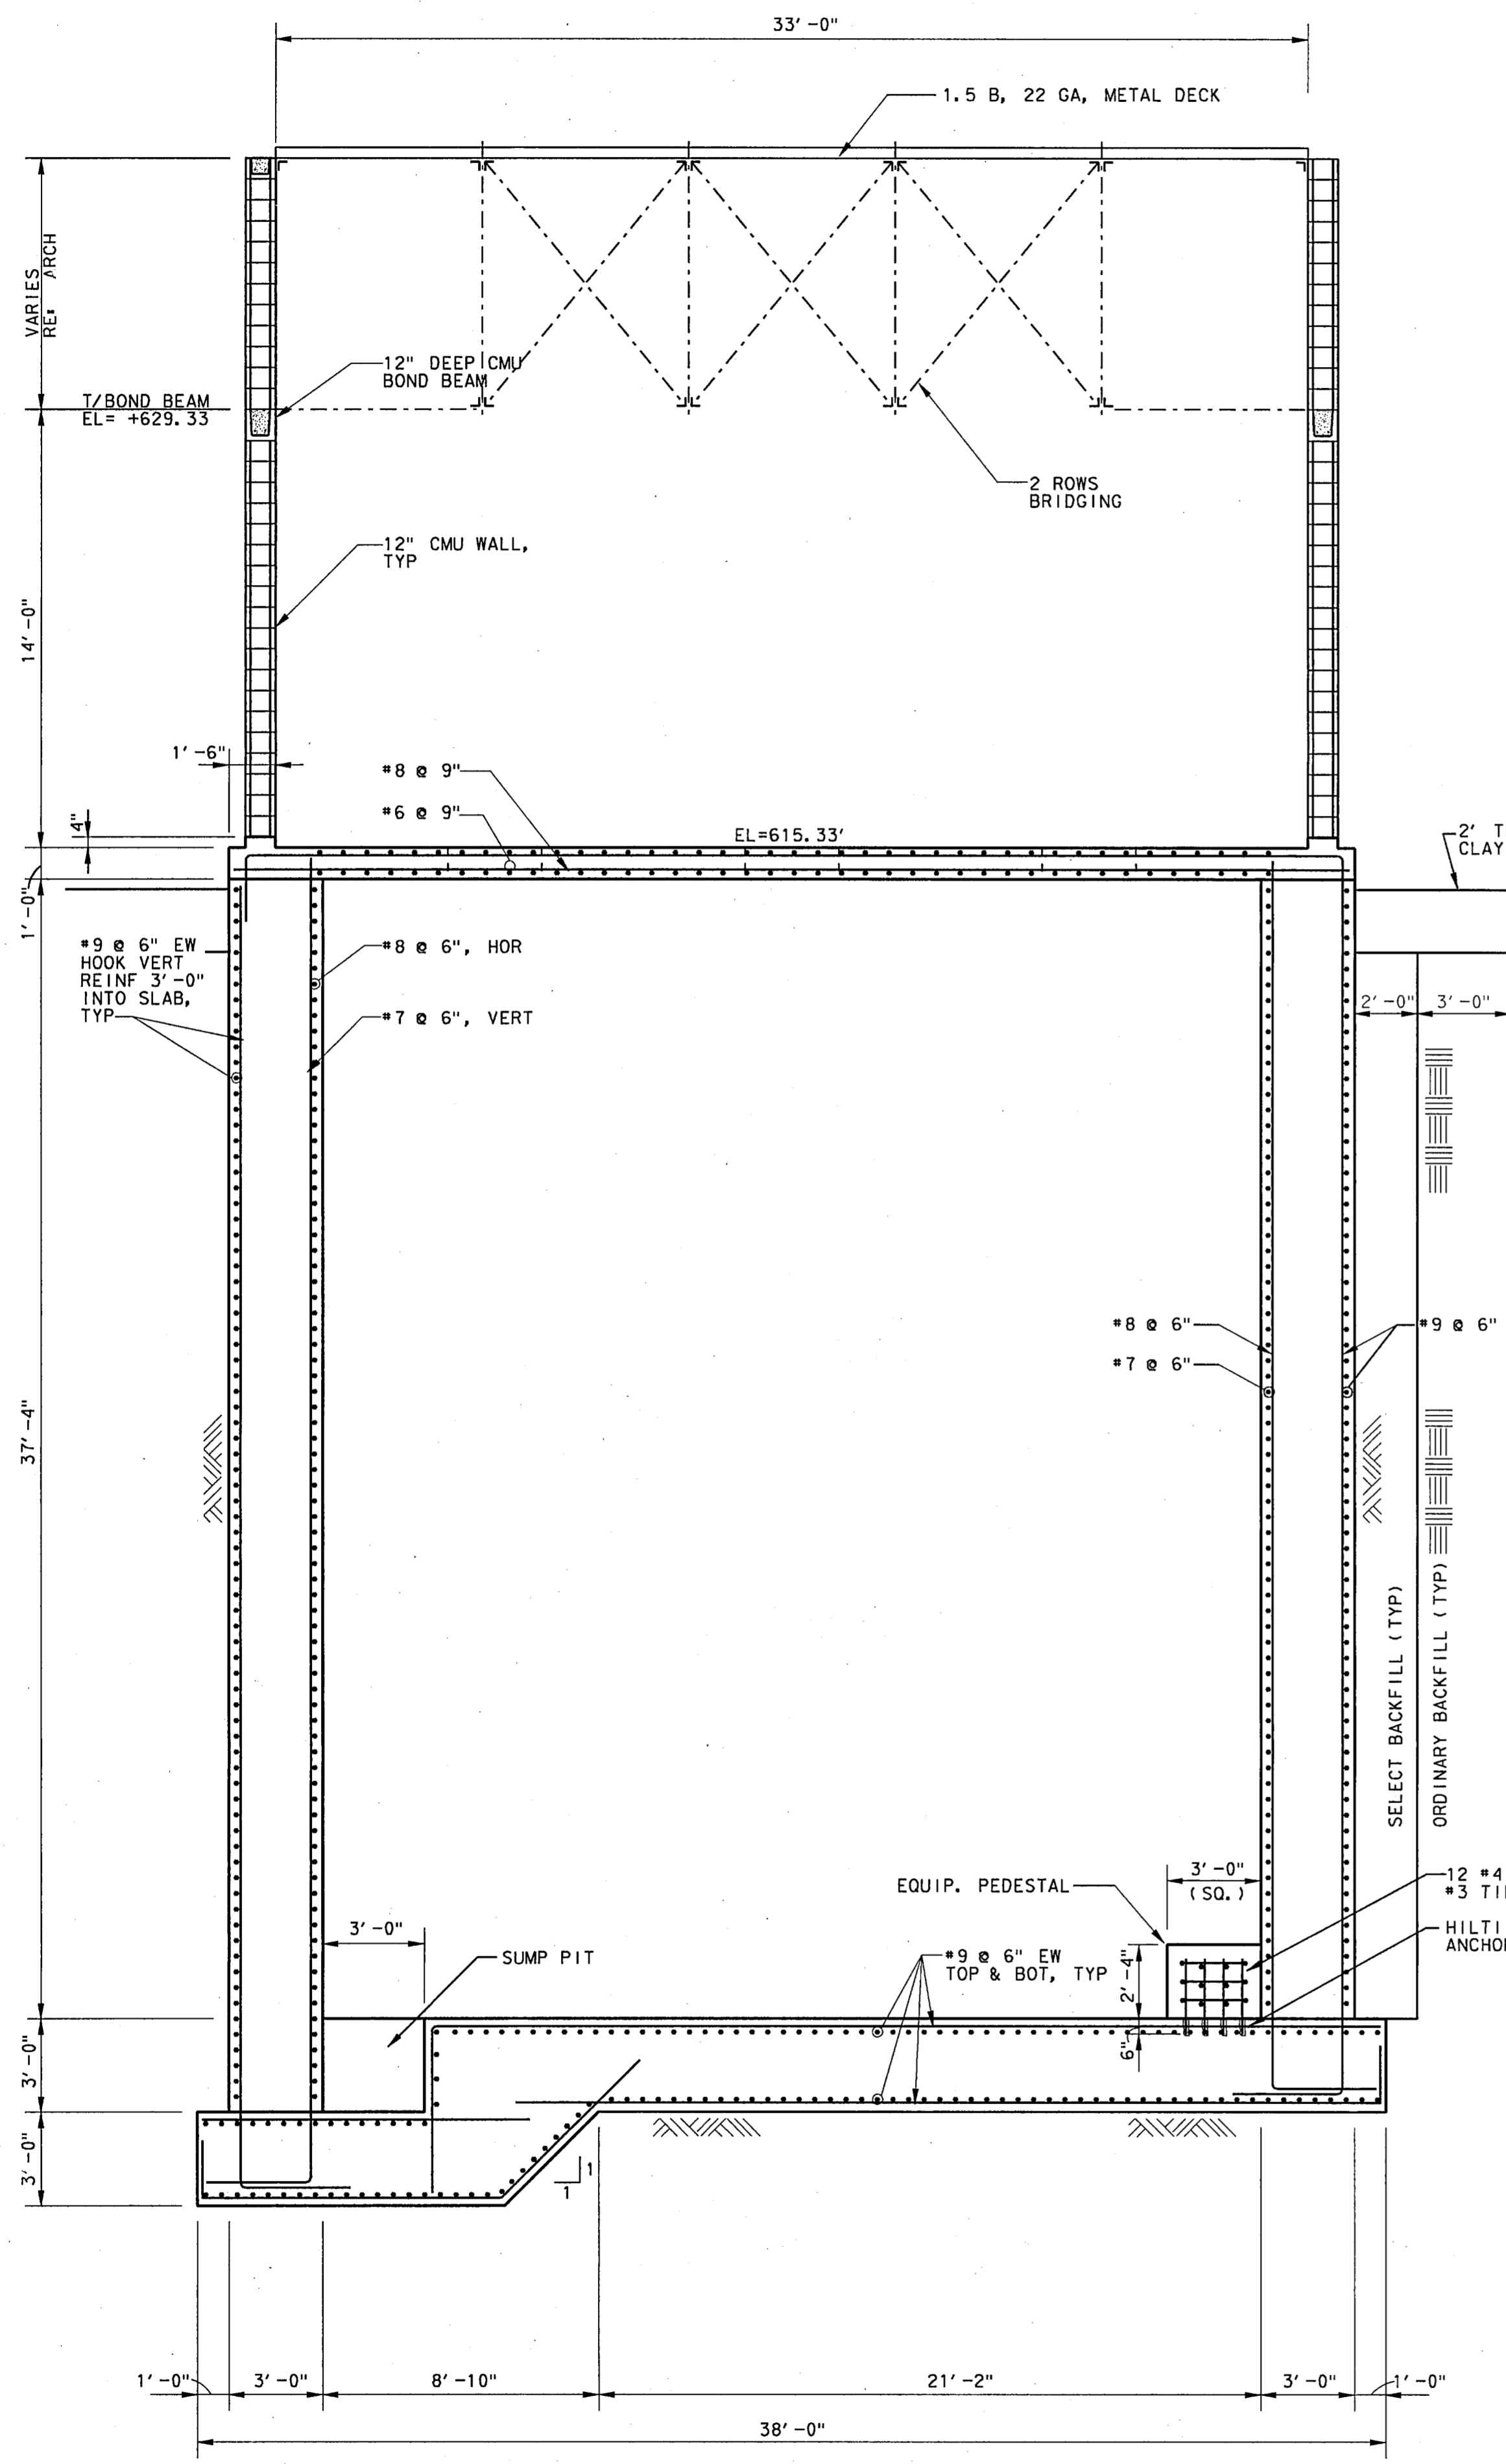 33'-0"
1.5 B, 22 GA, METAL DECK
VARIES
RE: ARCH
12" DEEP CMU
BOND BEAM
T/BOND BEAM
EL= +629.33
2 ROWS
BRIDGING
12" CMU WALL,
TYP
14'-0"
1'-6"
#8 @ 9"
#6 @ 9"
4"
EL=615.33'
2' T
CLAY
1'-0"
#9 @ 6" EW
HOOK VERT
REINF 3'-0"
INTO SLAB,
TYP
#8 @ 6", HOR
#7 @ 6", VERT
2'-0"
3'-0"
#8 @ 6"
#7 @ 6"
#9 @ 6"
37'-4"
SELECT BACKFILL (TYP)
ORDINARY BACKFILL (TYP)
EQUIP. PEDESTAL
3'-0"
(SQ.)
12 #4
#3 TI
HILTI
ANCHO
3'-0"
SUMP PIT
#9 @ 6" EW
TOP & BOT, TYP
2'-4"
6"
3'-0"
3'-0"
1
1
1'-0"
3'-0"
8'-10"
21'-2"
3'-0"
1'-0"
38'-0"